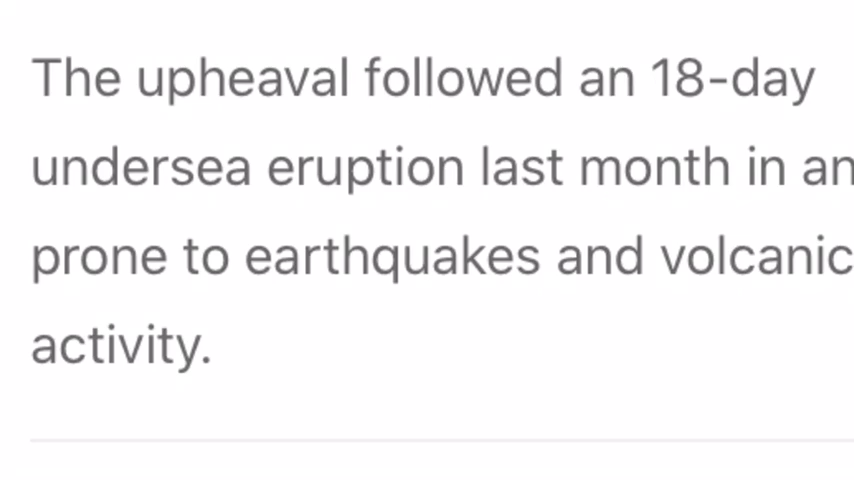 The upheaval followed an 18-day
undersea eruption last month in an
prone to earthquakes and volcanic
activity.